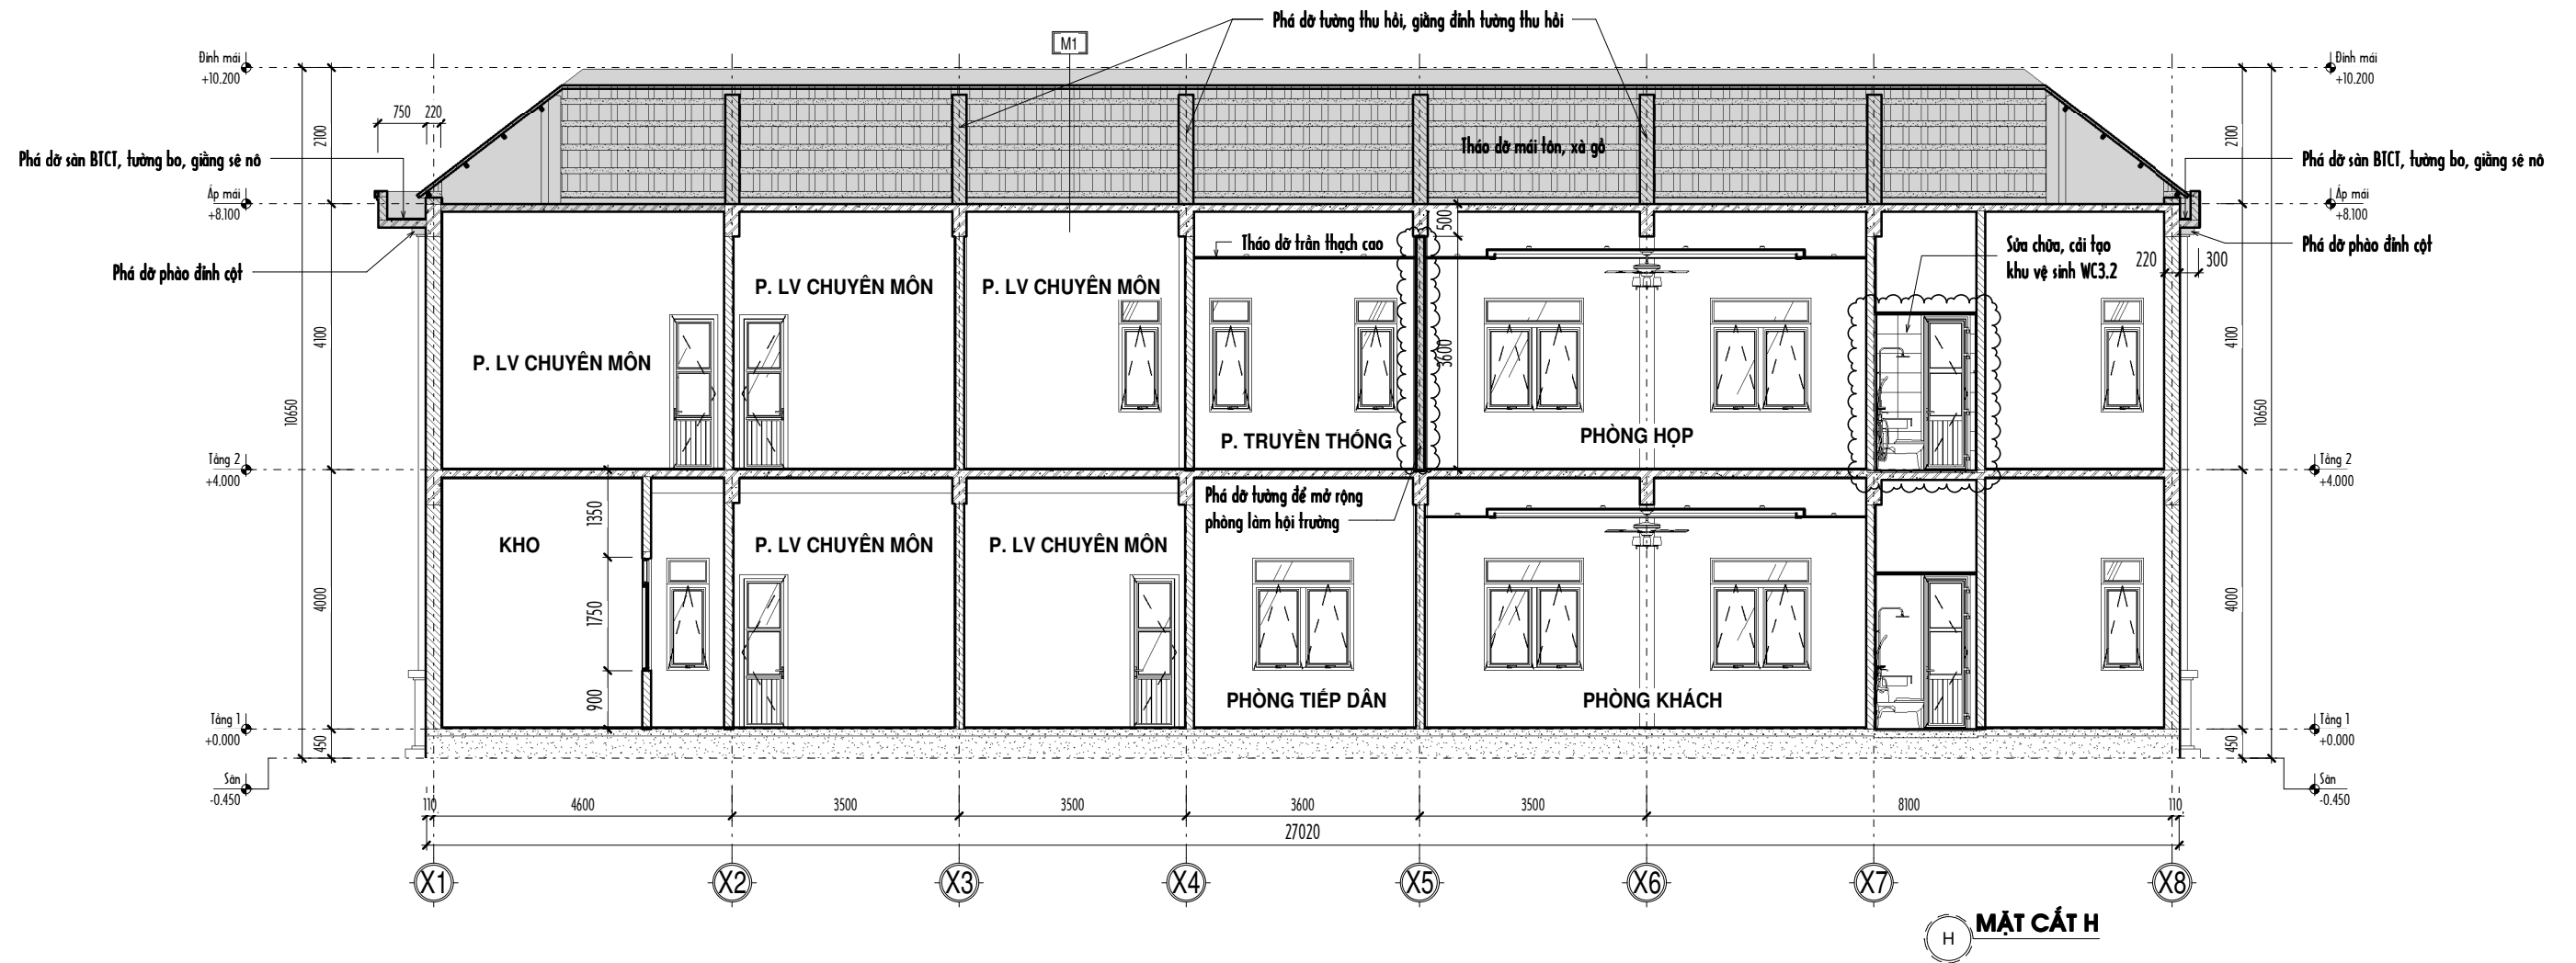 Phá dỡ tường thu hồi, giằng đỉnh tường thu hồi
M1
Đỉnh mái
+10.200
Đỉnh mái
+10.200
750
220
2100
2100
Tháo dỡ mái tôn, xà gồ
Phá dỡ sàn BTCT, tường bo, giằng sê nô
Phá dỡ sàn BTCT, tường bo, giằng sê nô
Áp mái
+8.100
Áp mái
+8.100
500
Tháo dỡ trần thạch cao
Sửa chữa, cải tạo
khu vệ sinh WC3.2
220
300
Phá dỡ phào đỉnh cột
Phá dỡ phào đỉnh cột
P. LV CHUYÊN MÔN
P. LV CHUYÊN MÔN
P. LV CHUYÊN MÔN
4100
3600
4100
10650
10650
P. TRUYỀN THỐNG
PHÒNG HỌP
Tầng 2
+4.000
Tầng 2
+4.000
Phá dỡ tường để mở rộng
phòng làm hội trường
1350
KHO
P. LV CHUYÊN MÔN
P. LV CHUYÊN MÔN
4000
1750
4000
900
PHÒNG TIẾP DÂN
PHÒNG KHÁCH
Tầng 1
+0.000
Tầng 1
+0.000
450
450
Sân
-0.450
Sân
-0.450
110
4600
3500
3500
3600
3500
8100
110
27020
X1
X2
X3
X4
X5
X6
X7
X8
H
MẶT CẮT H